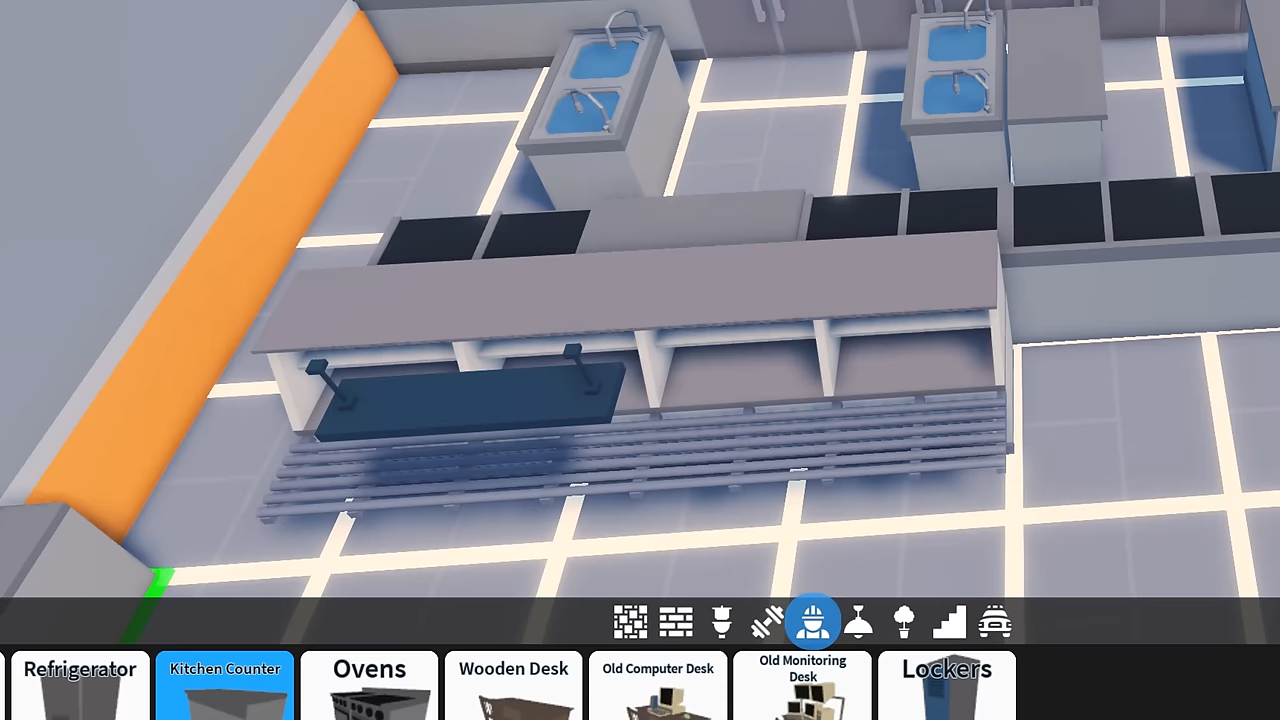 Refrigerator
Kitchen Counter
Ovens
Wooden Desk
Old Computer Desk
Old Monitoring
Desk
Lockers